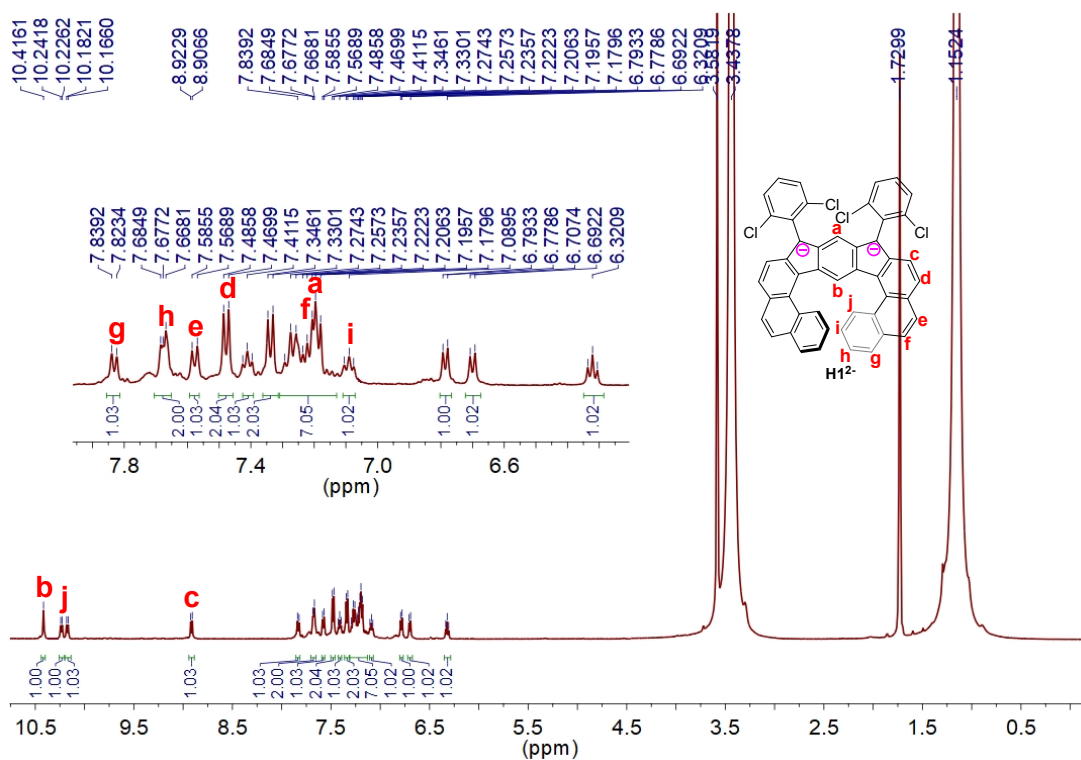 10.4161 10.2418 10.2262 10.1821 10.1660 8.9229 8.9066 7.8392 7.6849 7.6772 7.6681 7.5855 7.5689 7.4858 7.4699 7.4115 7.3461 7.3301 7.2743 7.2573 7.2357 7.2223 7.2063 7.1957 7.1796 6.7933 6.7786 6.6922 6.3209 3.5819 3.4378 1.7299 1.1524
7.8392 7.8234 7.6849 7.6772 7.6681 7.5855 7.5689 7.4858 7.4699 7.4115 7.3461 7.3301 7.2743 7.2573 7.2357 7.2223 7.2063 7.1957 7.1796 7.0895 6.7933 6.7786 6.7074 6.6922 6.3209
g h e d a f i
1.03 2.00 1.03 2.04 1.03 2.03 7.05 1.02 1.00 1.02 1.02
7.8 7.4 7.0 6.6
(ppm)
Cl Cl
Cl a Cl
c
d
b
j
i e
h g f
H1²⁻
b j c
1.00 1.00 1.03 1.03 1.03 2.00 1.03 2.04 1.03 2.03 7.05 1.02 1.00 1.02 1.02
10.5 9.5 8.5 7.5 6.5 5.5 4.5 3.5 2.5 1.5 0.5
(ppm)